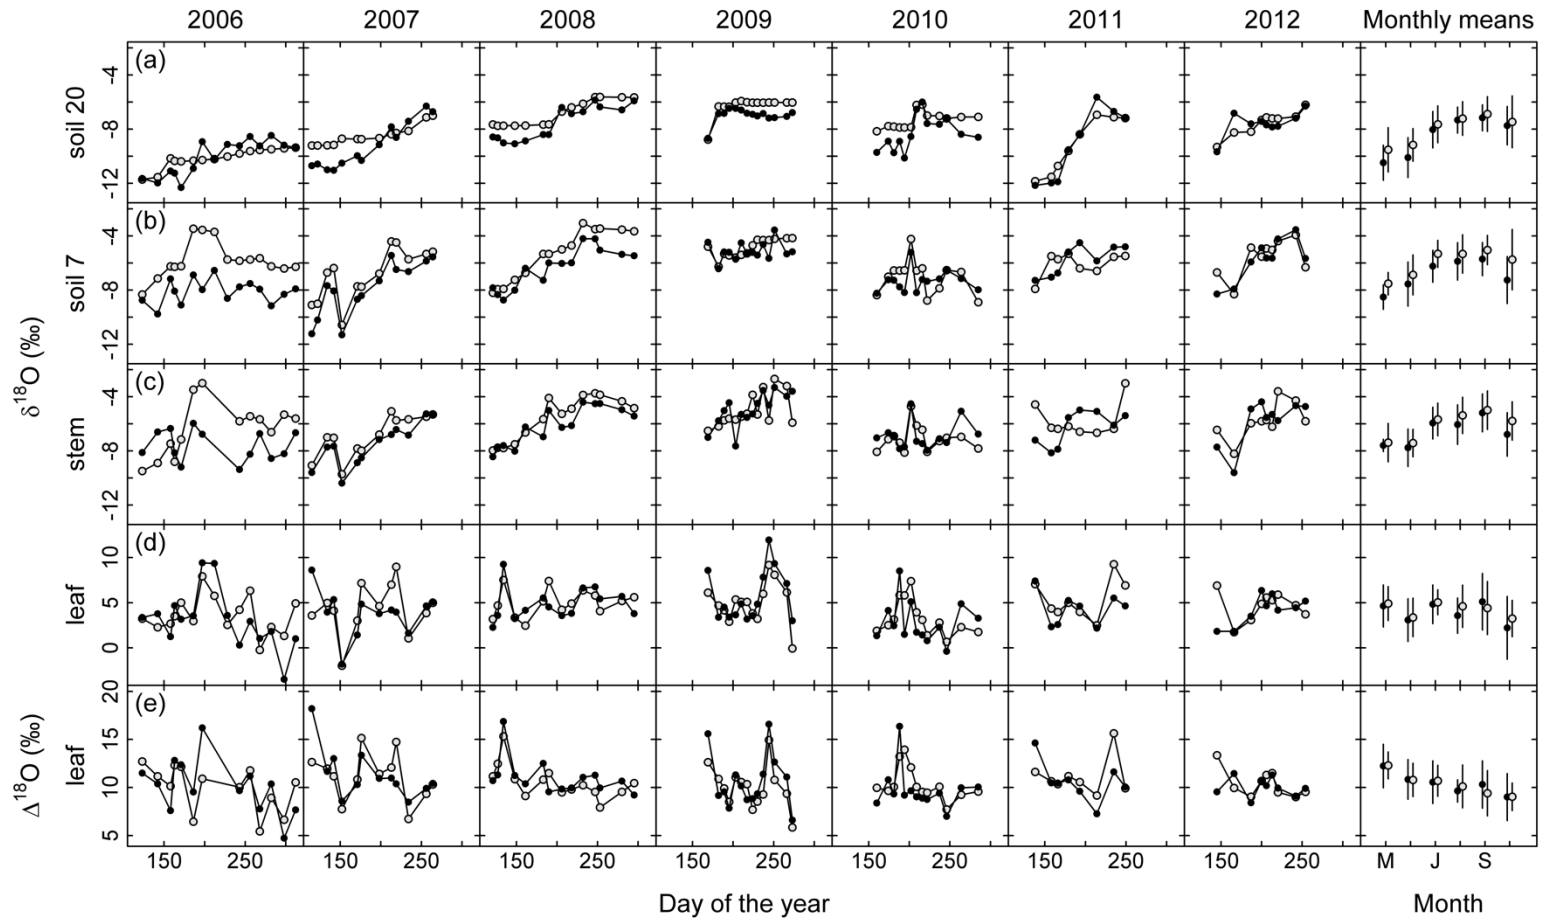 2006 2007 2008 2009 2010 2011 2012 Monthly means
(a)
soil 20
-4
-8
-12
(b)
soil 7
-4
-8
-12
δ18O (‰)
(c)
stem
-4
-8
-12
(d)
leaf
10
5
0
(e)
leaf
Δ18O (‰)
20
15
10
5
150 250 150 250 150 250 150 250 150 250 150 250 150 250 M J S
Day of the year Month